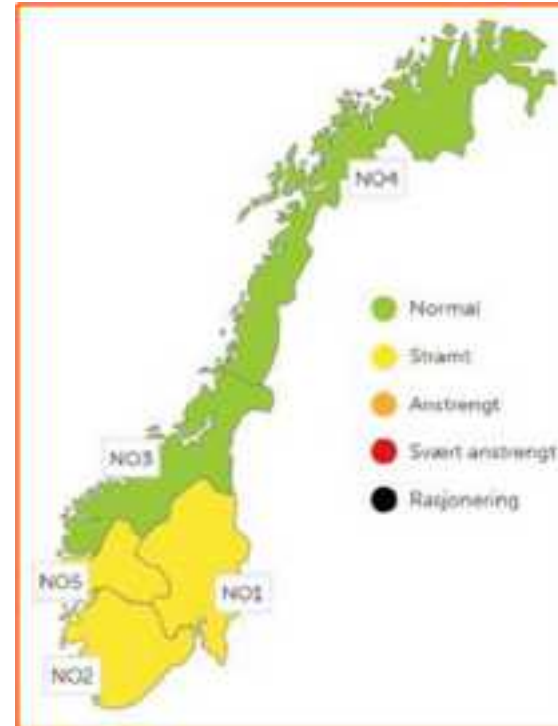 NO4
Normal
Stramt
Anstrengt
NO3
Svært anstrengt
Rasjonering
NO5
NO1
NO2